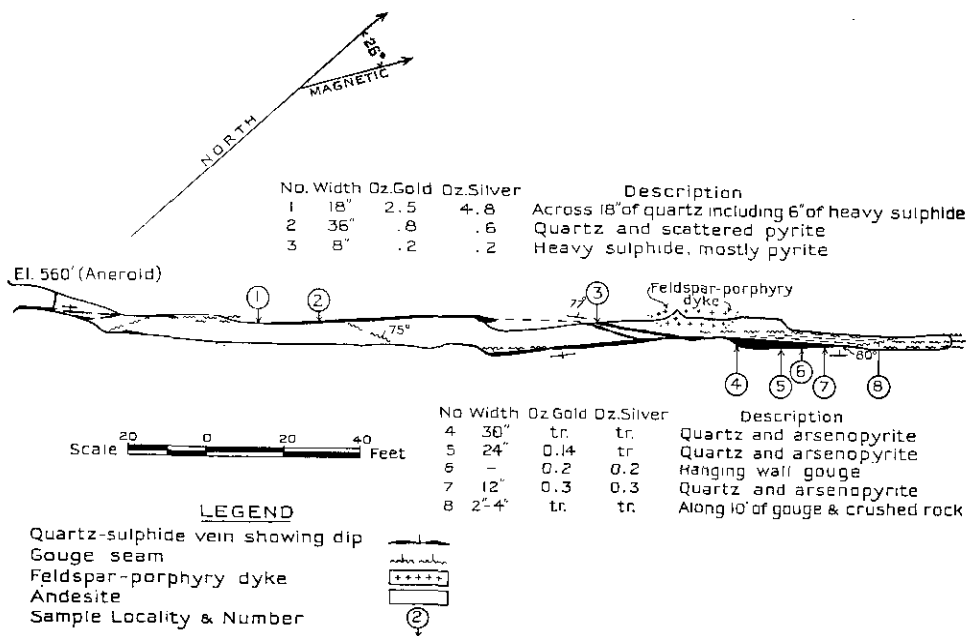 26°
MAGNETIC
NORTH
No. Width Oz.Gold Oz.Silver Description
1 18" 2.5 4.8 Across 18" of quartz including 6" of heavy sulphide
2 36" .8 .6 Quartz and scattered pyrite
3 8" .2 .2 Heavy sulphide, mostly pyrite
El. 560' (Aneroid)
Feldspar-porphyry
dyke
1
2
77°
3
75°
80°
4
5
6
7
8
No Width Oz Gold Oz.Silver Description
4 30" tr. tr. Quartz and arsenopyrite
5 24" 0.14 tr Quartz and arsenopyrite
6 - 0.2 0.2 Hanging wall gouge
7 12" 0.3 0.3 Quartz and arsenopyrite
8 2"-4" tr. tr. Along 10' of gouge & crushed rock
20 0 20 40
Scale Feet
LEGEND
Quartz-sulphide vein showing dip
Gouge seam
Feldspar-porphyry dyke
Andesite
Sample Locality & Number
2